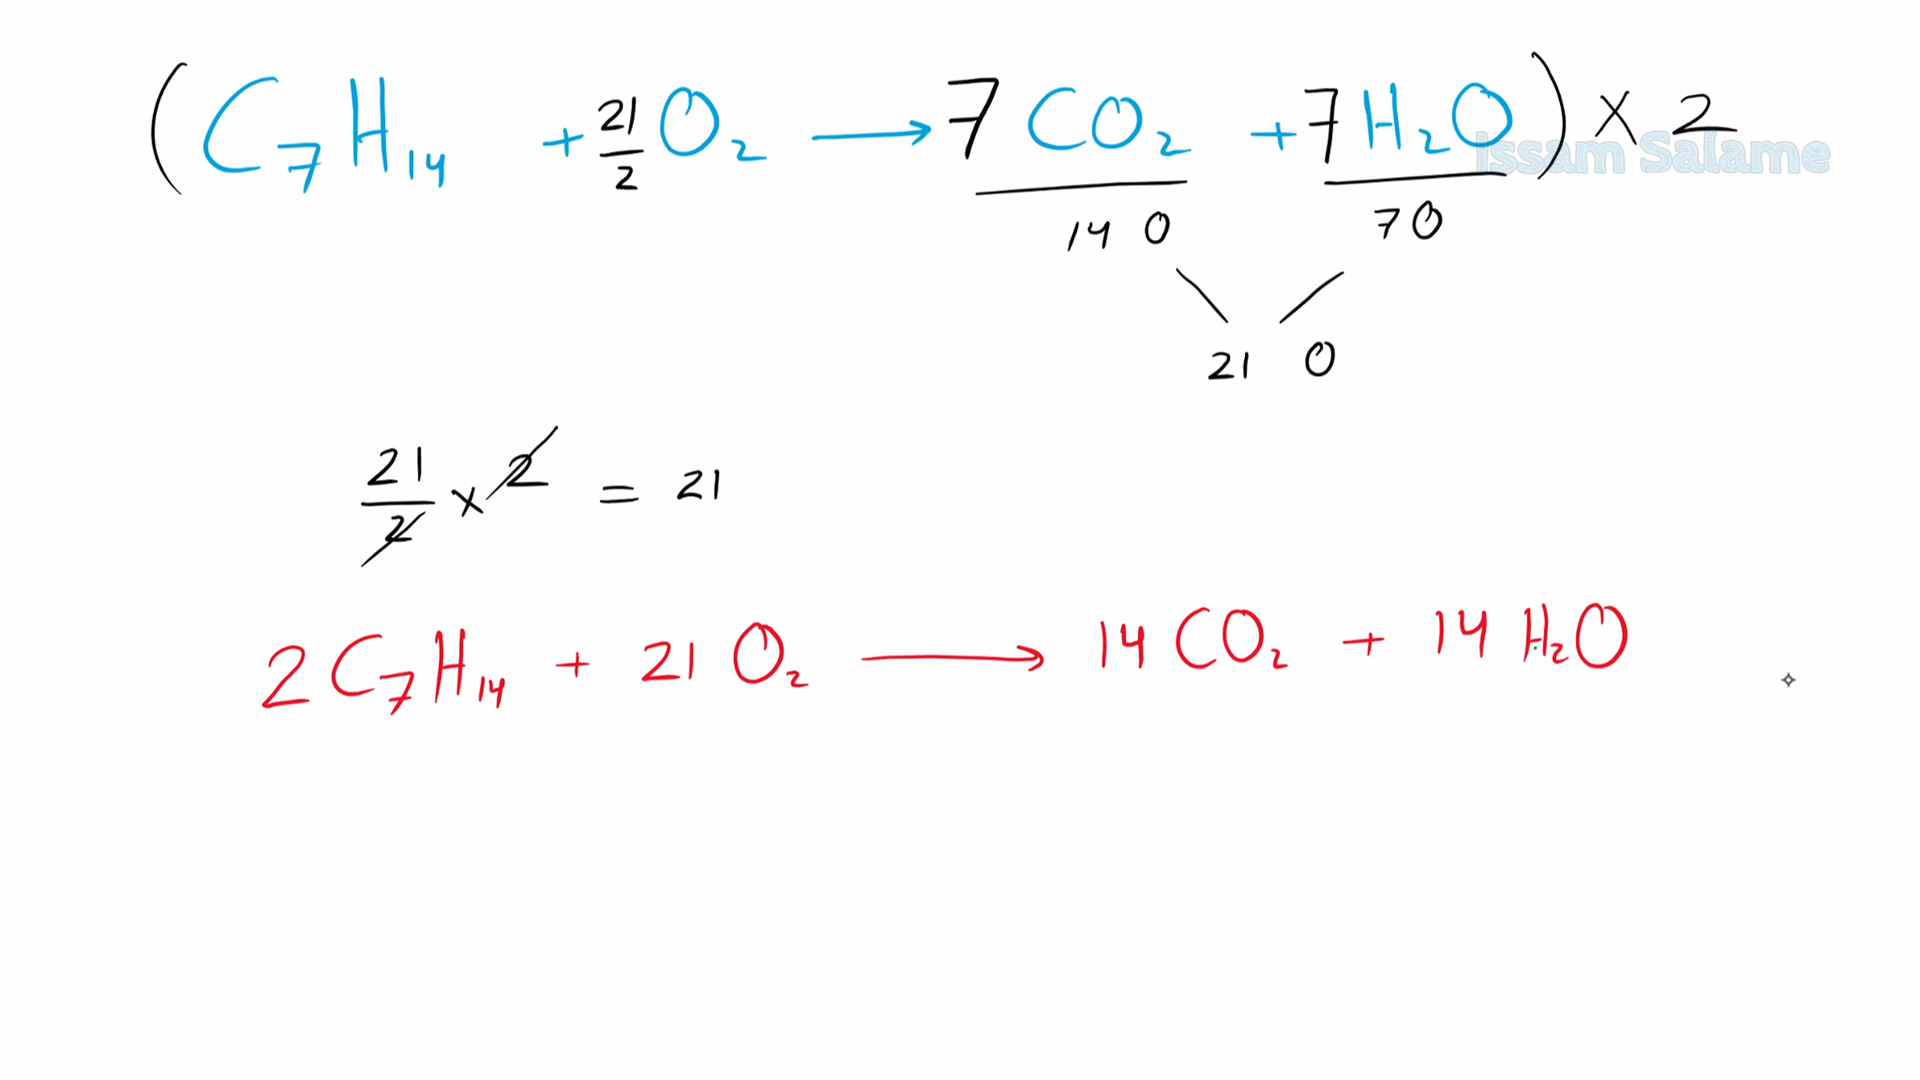 (C₇H₁₄ + 21/2 O₂ → 7 CO₂ + 7 H₂O) × 2
Issam Salame
14 O 7 O
21 O
21/2 × 2 = 21
2 C₇H₁₄ + 21 O₂ → 14 CO₂ + 14 H₂O